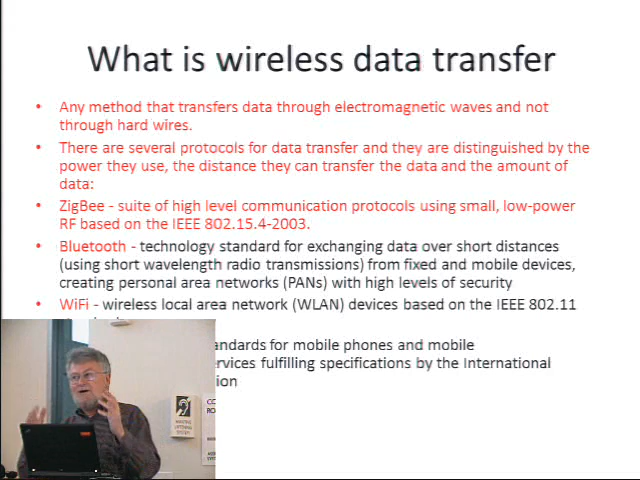 What is wireless data transfer
• Any method that transfers data through electromagnetic waves and not
through hard wires.
• There are several protocols for data transfer and they are distinguished by the
power they use, the distance they can transfer the data and the amount of
data:
• ZigBee - suite of high level communication protocols using small, low-power
RF based on the IEEE 802.15.4-2003.
• Bluetooth - technology standard for exchanging data over short distances
(using short wavelength radio transmissions) from fixed and mobile devices,
creating personal area networks (PANs) with high levels of security
• WiFi - wireless local area network (WLAN) devices based on the IEEE 802.11
andards for mobile phones and mobile
ervices fulfilling specifications by the International
ion